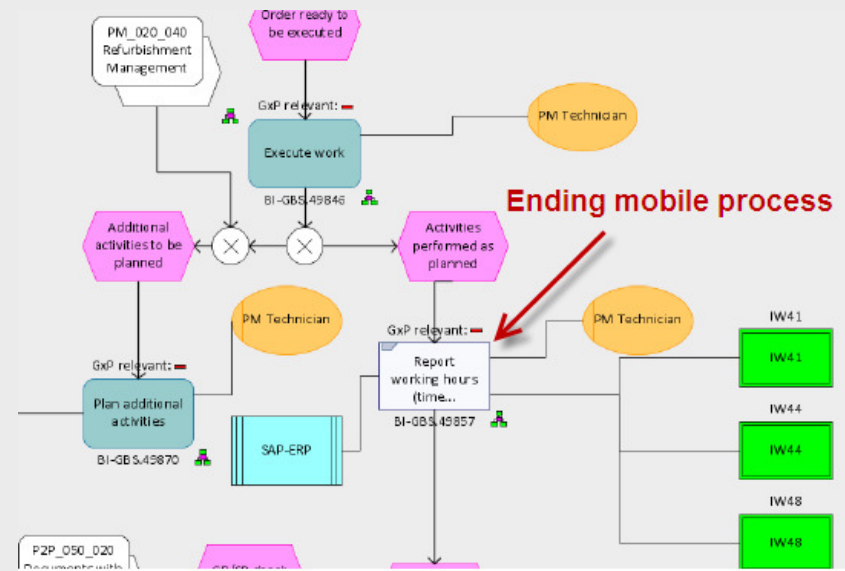 Order ready to
be executed
PM_020_040
Refurbishment
Management
GxP relevant:
PM Technician
Execute work
BI-GBS.49846
Ending mobile process
Additional
activities to be
planned
Activities
performed as
planned
PM Technician
GxP relevant:
PM Technician
IW41
IW41
GxP relevant:
Report
working hours
(time...
Plan additional
activities
IW44
BI-GBS.49857
SAP-ERP
IW44
BI-GBS.49870
IW48
IW48
P2P_050_020
Documents with